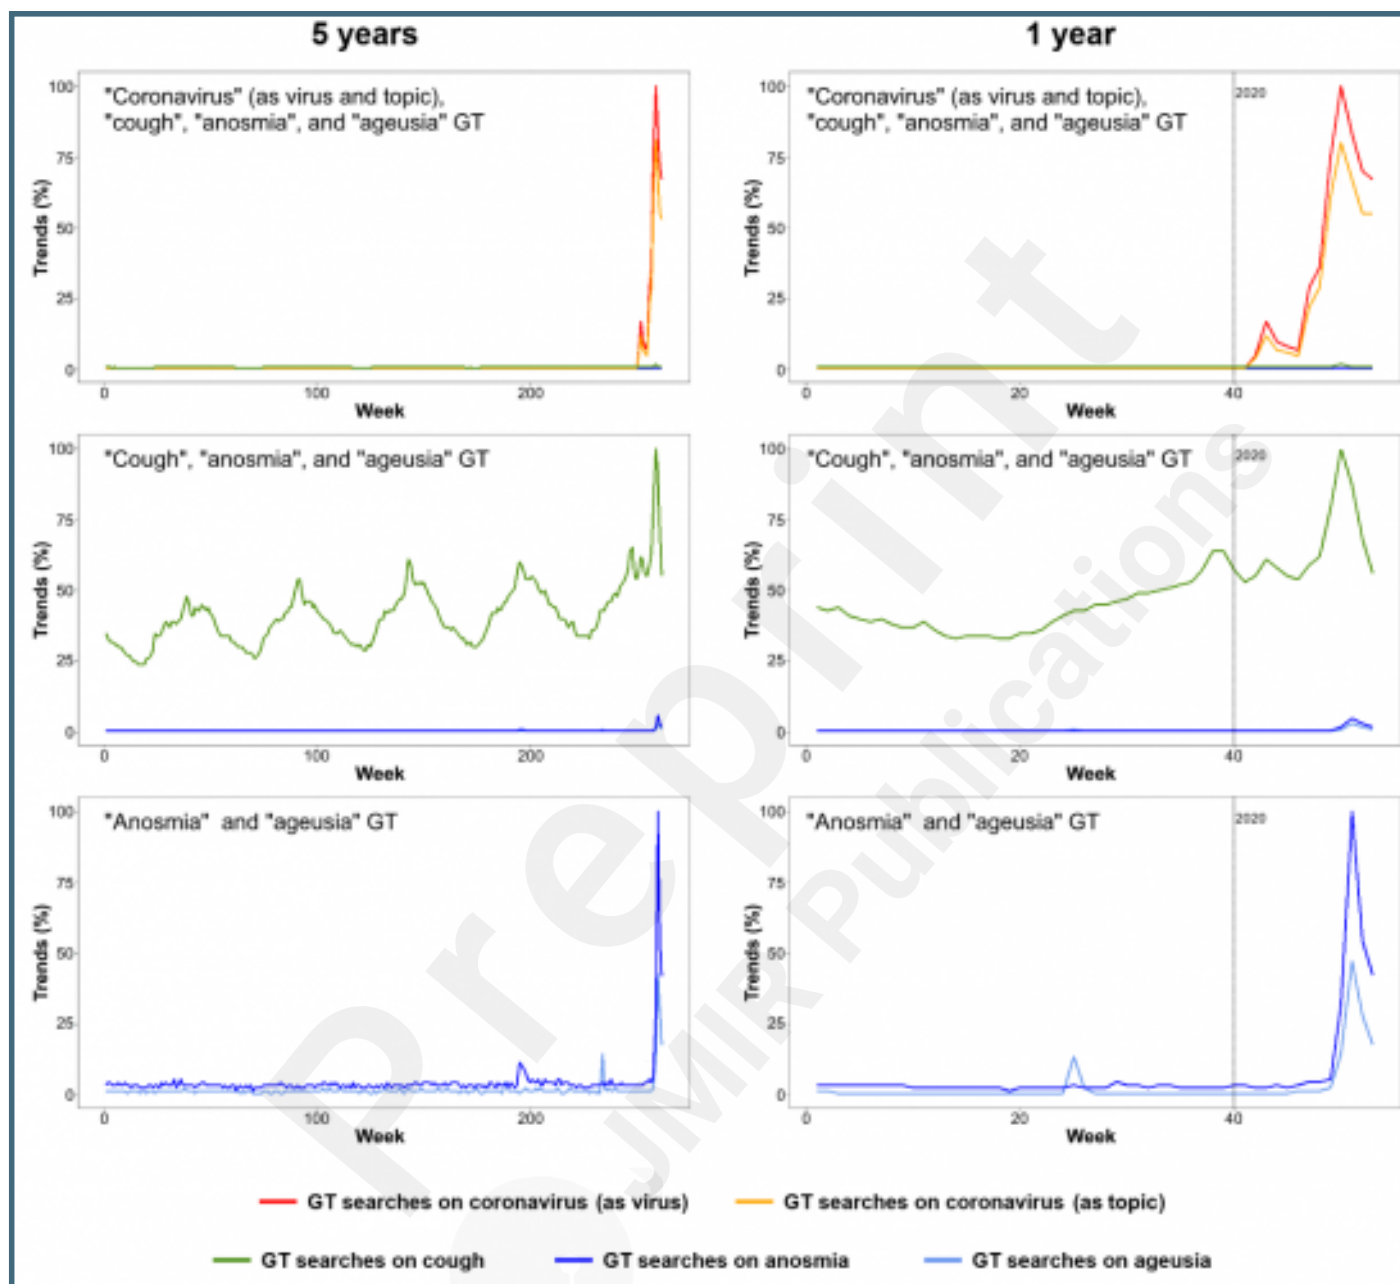 5 years
1 year
"Coronavirus" (as virus and topic),
"cough", "anosmia", and "ageusia" GT
100
75
50
25
0
Trends (%)
0 100 200
Week
"Coronavirus" (as virus and topic),
"cough", "anosmia", and "ageusia" GT
2020
100
75
50
25
0
Trends (%)
0 20 40
Week
"Cough", "anosmia", and "ageusia" GT
100
75
50
25
0
Trends (%)
0 100 200
Week
"Cough", "anosmia", and "ageusia" GT
2020
100
75
50
25
0
Trends (%)
0 20 40
Week
"Anosmia" and "ageusia" GT
100
75
50
25
0
Trends (%)
0 100 200
Week
"Anosmia" and "ageusia" GT
2020
100
75
50
25
0
Trends (%)
0 20 40
Week
GT searches on coronavirus (as virus)
GT searches on coronavirus (as topic)
GT searches on cough
GT searches on anosmia
GT searches on ageusia
Preprint
JMIR Publications